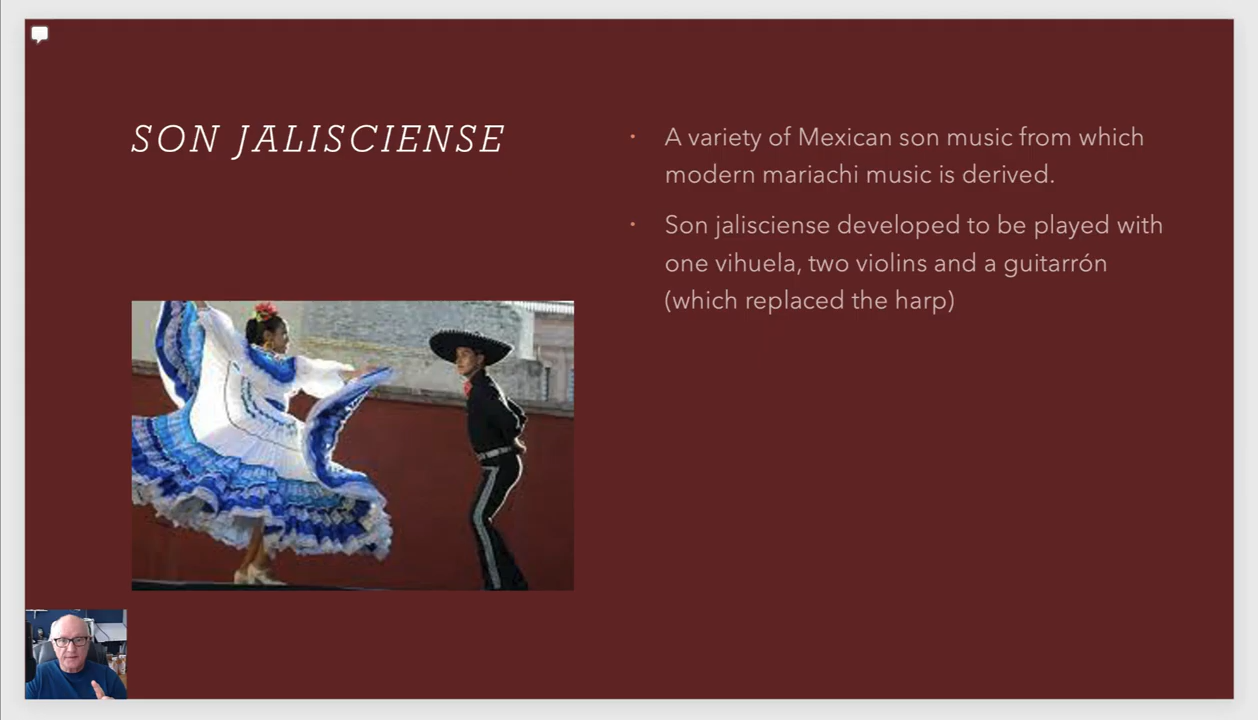 SON JALISCIENSE
• A variety of Mexican son music from which
modern mariachi music is derived.
• Son jalisciense developed to be played with
one vihuela, two violins and a guitarrón
(which replaced the harp)